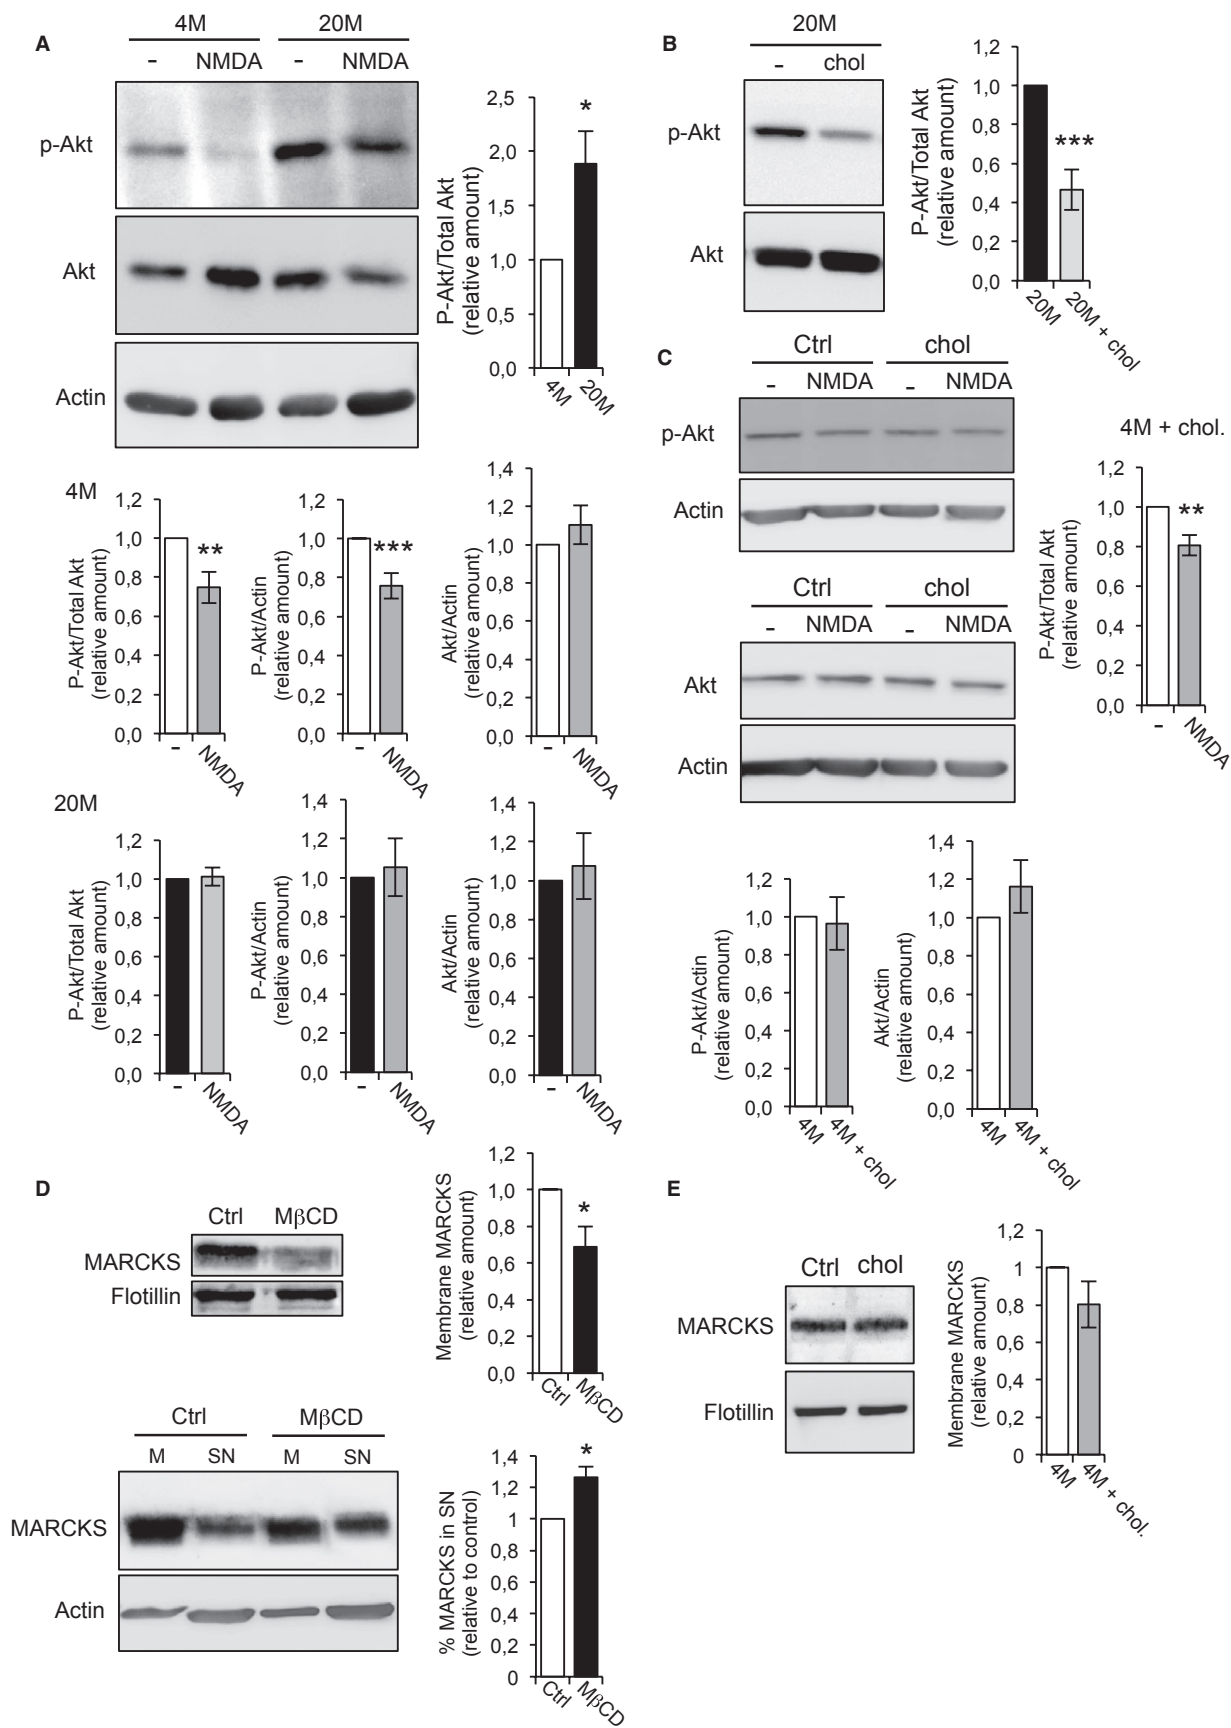 A
4M 20M
- NMDA - NMDA
p-Akt
Akt
Actin
P-Akt/Total Akt
(relative amount)
2,5
2,0
1,5
1,0
0,5
0,0
*
4M 20M
4M
P-Akt/Total Akt
(relative amount)
1,2
1,0
0,8
0,6
0,4
0,2
0,0
**
- NMDA
P-Akt/Actin
(relative amount)
1,2
1,0
0,8
0,6
0,4
0,2
0,0
***
- NMDA
Akt/Actin
(relative amount)
1,4
1,2
1,0
0,8
0,6
0,4
0,2
0,0
- NMDA
20M
P-Akt/Total Akt
(relative amount)
1,2
1,0
0,8
0,6
0,4
0,2
0,0
- NMDA
P-Akt/Actin
(relative amount)
1,4
1,2
1,0
0,8
0,6
0,4
0,2
0,0
- NMDA
Akt/Actin
(relative amount)
1,4
1,2
1,0
0,8
0,6
0,4
0,2
0,0
- NMDA
B
20M
- chol
p-Akt
Akt
P-Akt/Total Akt
(relative amount)
1,2
1,0
0,8
0,6
0,4
0,2
0,0
***
20M 20M + chol
C
Ctrl chol
- NMDA - NMDA
p-Akt
Actin
Ctrl chol
- NMDA - NMDA
Akt
Actin
4M + chol.
P-Akt/Total Akt
(relative amount)
1,2
1,0
0,8
0,6
0,4
0,2
0,0
**
- NMDA
P-Akt/Actin
(relative amount)
1,2
1,0
0,8
0,6
0,4
0,2
0,0
4M 4M + chol
Akt/Actin
(relative amount)
1,4
1,2
1,0
0,8
0,6
0,4
0,2
0,0
4M 4M + chol
D
Ctrl MβCD
MARCKS
Flotillin
Membrane MARCKS
(relative amount)
1,2
1,0
0,8
0,6
0,4
0,2
0,0
*
Ctrl MβCD
Ctrl MβCD
M SN M SN
MARCKS
Actin
% MARCKS in SN
(relative to control)
1,4
1,2
1
0,8
0,6
0,4
0,2
0
*
Ctrl MβCD
E
Ctrl chol
MARCKS
Flotillin
Membrane MARCKS
(relative amount)
1,2
1
0,8
0,6
0,4
0,2
0
4M 4M + chol.